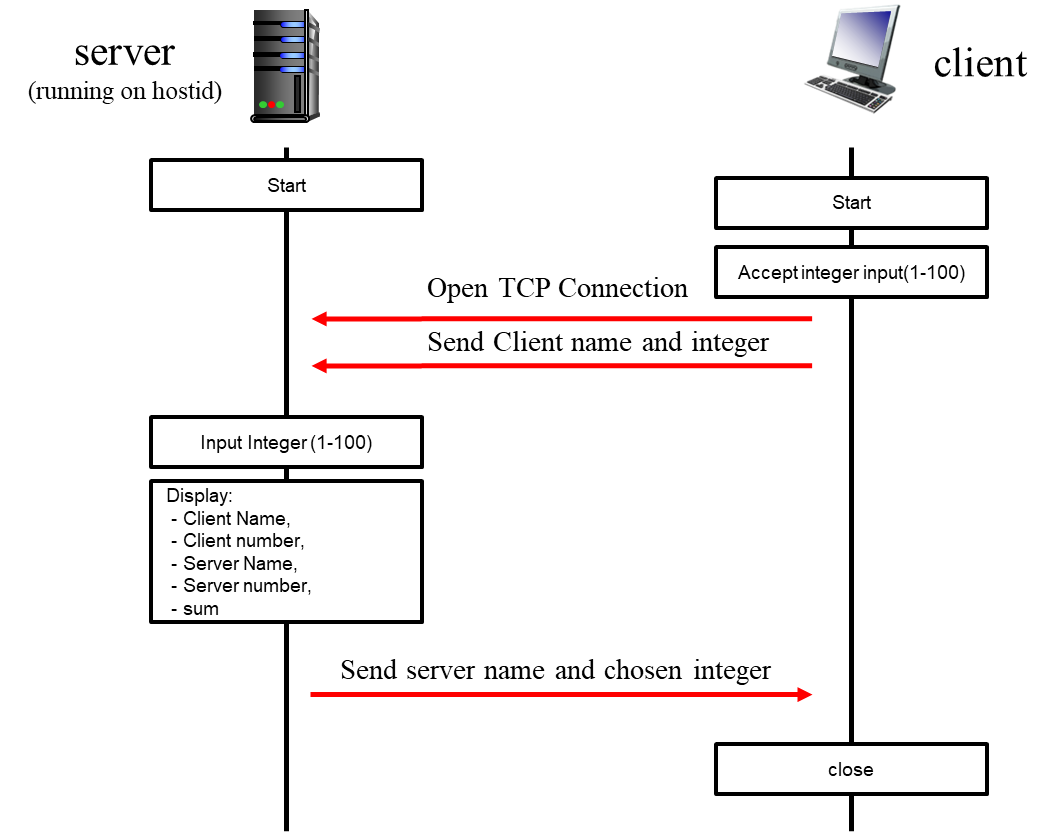 server
(running on hostid)
client
Start
Start
Accept integer input(1-100)
Open TCP Connection
Send Client name and integer
Input Integer (1-100)
Display:
- Client Name,
- Client number,
- Server Name,
- Server number,
- sum
Send server name and chosen integer
close